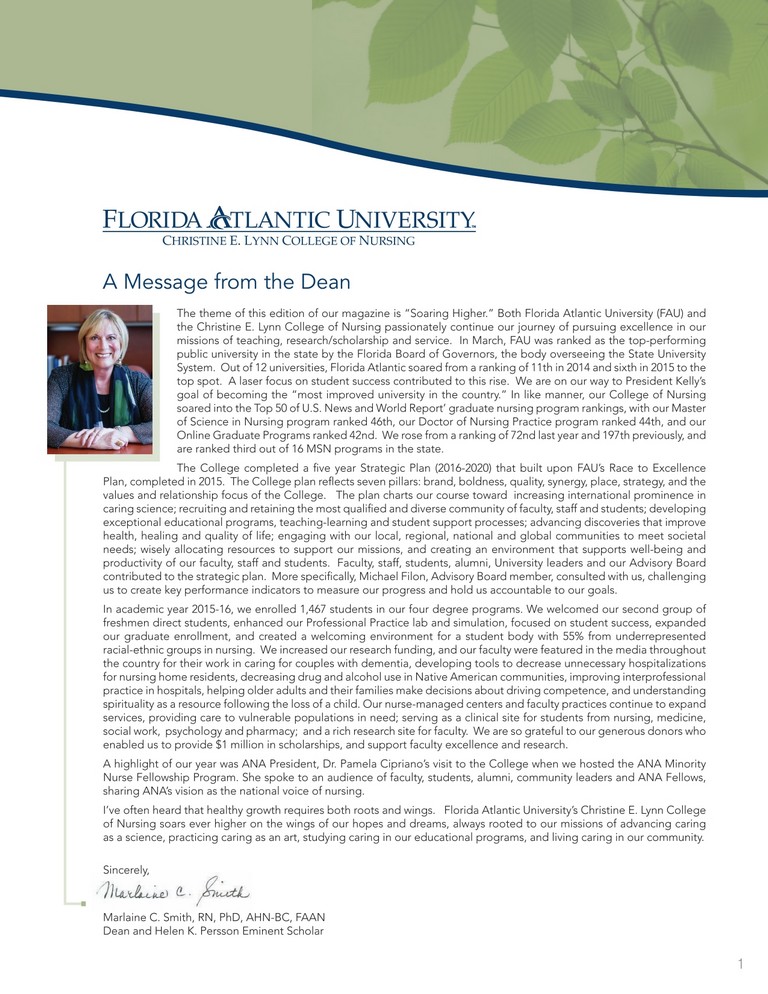 FLORIDA ATLANTIC UNIVERSITY™
CHRISTINE E. LYNN COLLEGE OF NURSING
A Message from the Dean
The theme of this edition of our magazine is “Soaring Higher.” Both Florida Atlantic University (FAU) and
the Christine E. Lynn College of Nursing passionately continue our journey of pursuing excellence in our
missions of teaching, research/scholarship and service. In March, FAU was ranked as the top-performing
public university in the state by the Florida Board of Governors, the body overseeing the State University
System. Out of 12 universities, Florida Atlantic soared from a ranking of 11th in 2014 and sixth in 2015 to the
top spot. A laser focus on student success contributed to this rise. We are on our way to President Kelly’s
goal of becoming the “most improved university in the country.” In like manner, our College of Nursing
soared into the Top 50 of U.S. News and World Report’ graduate nursing program rankings, with our Master
of Science in Nursing program ranked 46th, our Doctor of Nursing Practice program ranked 44th, and our
Online Graduate Programs ranked 42nd. We rose from a ranking of 72nd last year and 197th previously, and
are ranked third out of 16 MSN programs in the state.
The College completed a five year Strategic Plan (2016-2020) that built upon FAU’s Race to Excellence
Plan, completed in 2015. The College plan reflects seven pillars: brand, boldness, quality, synergy, place, strategy, and the
values and relationship focus of the College. The plan charts our course toward increasing international prominence in
caring science; recruiting and retaining the most qualified and diverse community of faculty, staff and students; developing
exceptional educational programs, teaching-learning and student support processes; advancing discoveries that improve
health, healing and quality of life; engaging with our local, regional, national and global communities to meet societal
needs; wisely allocating resources to support our missions, and creating an environment that supports well-being and
productivity of our faculty, staff and students. Faculty, staff, students, alumni, University leaders and our Advisory Board
contributed to the strategic plan. More specifically, Michael Filon, Advisory Board member, consulted with us, challenging
us to create key performance indicators to measure our progress and hold us accountable to our goals.
In academic year 2015-16, we enrolled 1,467 students in our four degree programs. We welcomed our second group of
freshmen direct students, enhanced our Professional Practice lab and simulation, focused on student success, expanded
our graduate enrollment, and created a welcoming environment for a student body with 55% from underrepresented
racial-ethnic groups in nursing. We increased our research funding, and our faculty were featured in the media throughout
the country for their work in caring for couples with dementia, developing tools to decrease unnecessary hospitalizations
for nursing home residents, decreasing drug and alcohol use in Native American communities, improving interprofessional
practice in hospitals, helping older adults and their families make decisions about driving competence, and understanding
spirituality as a resource following the loss of a child. Our nurse-managed centers and faculty practices continue to expand
services, providing care to vulnerable populations in need; serving as a clinical site for students from nursing, medicine,
social work, psychology and pharmacy; and a rich research site for faculty. We are so grateful to our generous donors who
enabled us to provide $1 million in scholarships, and support faculty excellence and research.
A highlight of our year was ANA President, Dr. Pamela Cipriano’s visit to the College when we hosted the ANA Minority
Nurse Fellowship Program. She spoke to an audience of faculty, students, alumni, community leaders and ANA Fellows,
sharing ANA’s vision as the national voice of nursing.
I’ve often heard that healthy growth requires both roots and wings. Florida Atlantic University’s Christine E. Lynn College
of Nursing soars ever higher on the wings of our hopes and dreams, always rooted to our missions of advancing caring
as a science, practicing caring as an art, studying caring in our educational programs, and living caring in our community.
Sincerely,
Marlaine C. Smith
Marlaine C. Smith, RN, PhD, AHN-BC, FAAN
Dean and Helen K. Persson Eminent Scholar
1